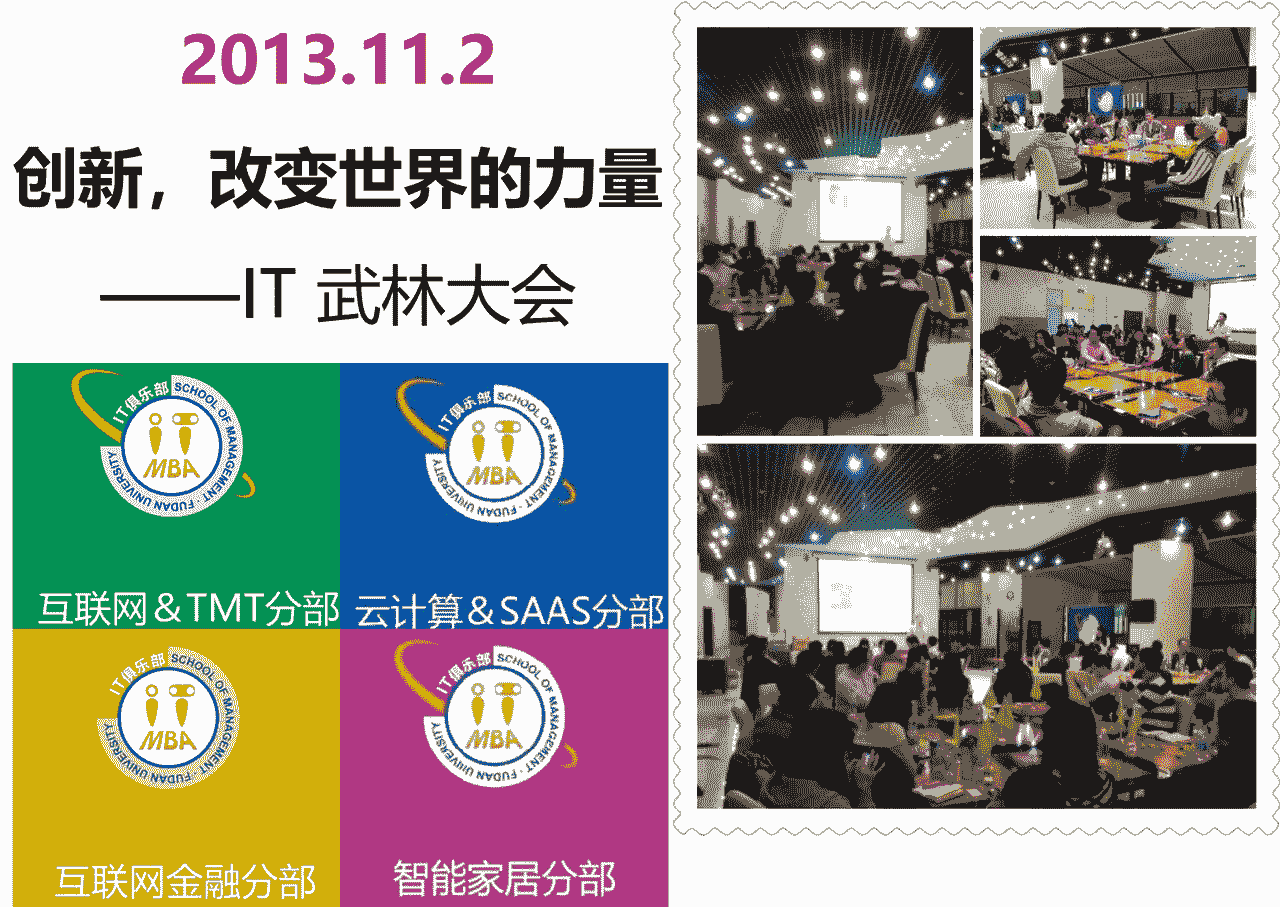 2013.11.2
创新，改变世界的力量
——IT 武林大会
IT俱乐部 SCHOOL OF MANAGEMENT · FUDAN UNIVERSITY
MBA
互联网＆TMT分部
IT俱乐部 SCHOOL OF MANAGEMENT · FUDAN UNIVERSITY
MBA
云计算＆SAAS分部
IT俱乐部 SCHOOL OF MANAGEMENT · FUDAN UNIVERSITY
MBA
互联网金融分部
IT俱乐部 SCHOOL OF MANAGEMENT · FUDAN UNIVERSITY
MBA
智能家居分部